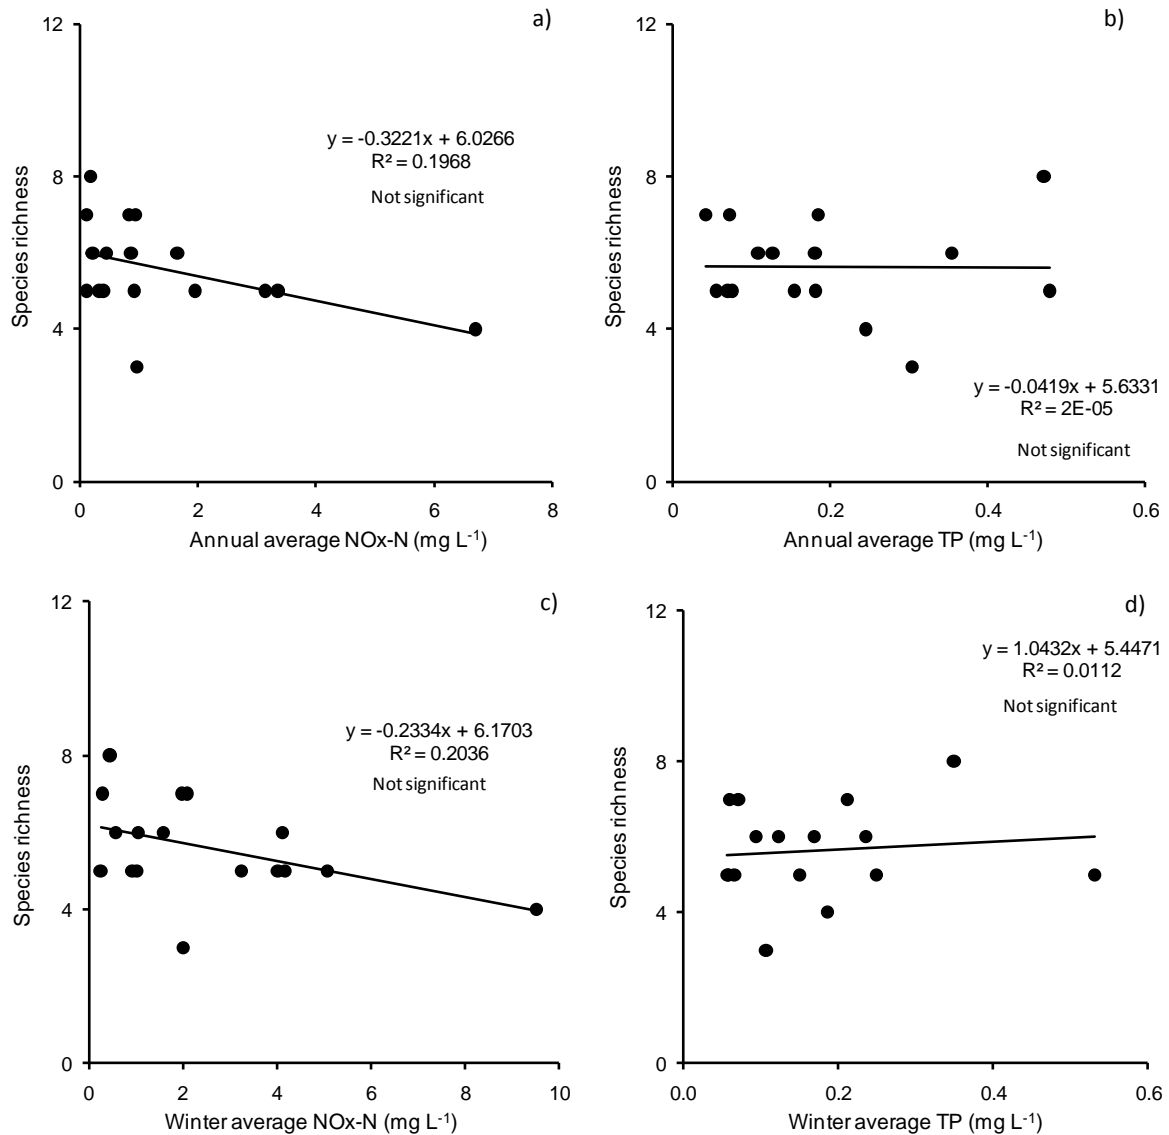 a)
12
8
4
0
Species richness
y = -0.3221x + 6.0266
R² = 0.1968
Not significant
0 2 4 6 8
Annual average NOx-N (mg L⁻¹)
b)
12
8
4
0
Species richness
y = -0.0419x + 5.6331
R² = 2E-05
Not significant
0 0.2 0.4 0.6
Annual average TP (mg L⁻¹)
c)
12
8
4
0
Species richness
y = -0.2334x + 6.1703
R² = 0.2036
Not significant
0 2 4 6 8 10
Winter average NOx-N (mg L⁻¹)
d)
12
8
4
0
Species richness
y = 1.0432x + 5.4471
R² = 0.0112
Not significant
0.0 0.2 0.4 0.6
Winter average TP (mg L⁻¹)